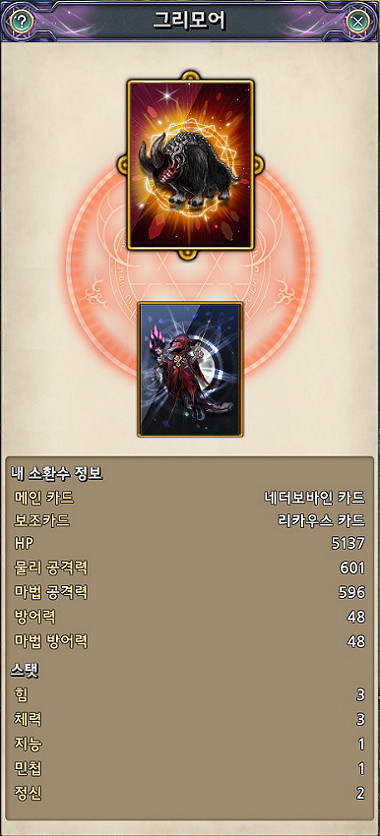 ?
그리모어
내 소환수 정보
메인 카드 네더보바인 카드
보조카드 리카우스 카드
HP 5137
물리 공격력 601
마법 공격력 596
방어력 48
마법 방어력 48
스탯
힘 3
체력 3
지능 1
민첩 1
정신 2